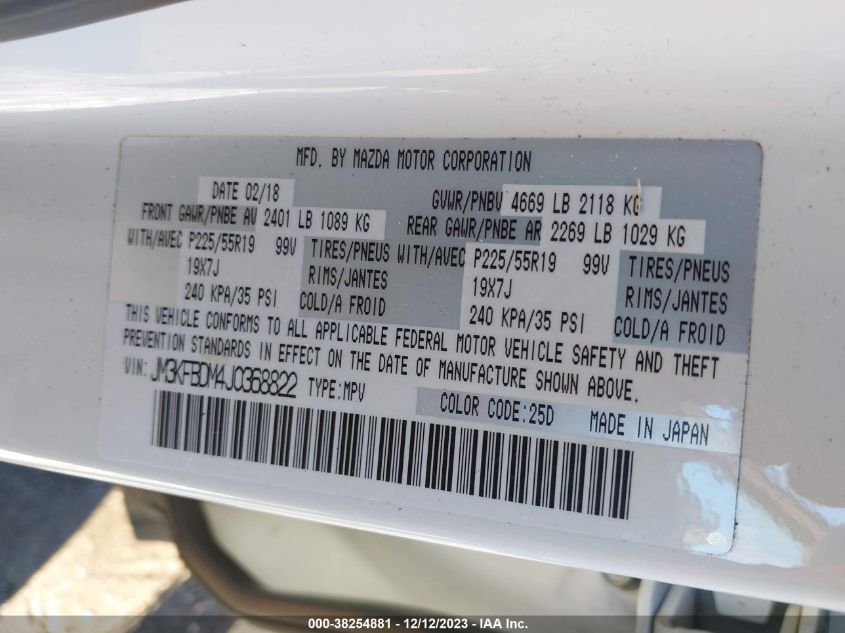 MFD. BY MAZDA MOTOR CORPORATION
DATE 02/18 GVWR/PNBV 4669 LB 2118 KG
FRONT GAWR/PNBE AV 2401 LB 1089 KG REAR GAWR/PNBE AR 2269 LB 1029 KG
WITH/AVEC P225/55R19 99V TIRES/PNEUS WITH/AVEC P225/55R19 99V TIRES/PNEUS
19X7J RIMS/JANTES 19X7J RIMS/JANTES
240 KPA/35 PSI COLD/A FROID 240 KPA/35 PSI COLD/A FROID
THIS VEHICLE CONFORMS TO ALL APPLICABLE FEDERAL MOTOR VEHICLE SAFETY AND THEFT
PREVENTION STANDARDS IN EFFECT ON THE DATE OF MANUFACTURE SHOWN ABOVE.
VIN: JM3KFBDM4J0368822 TYPE:MPV COLOR CODE:25D MADE IN JAPAN
000-38254881 - 12/12/2023 - IAA Inc.